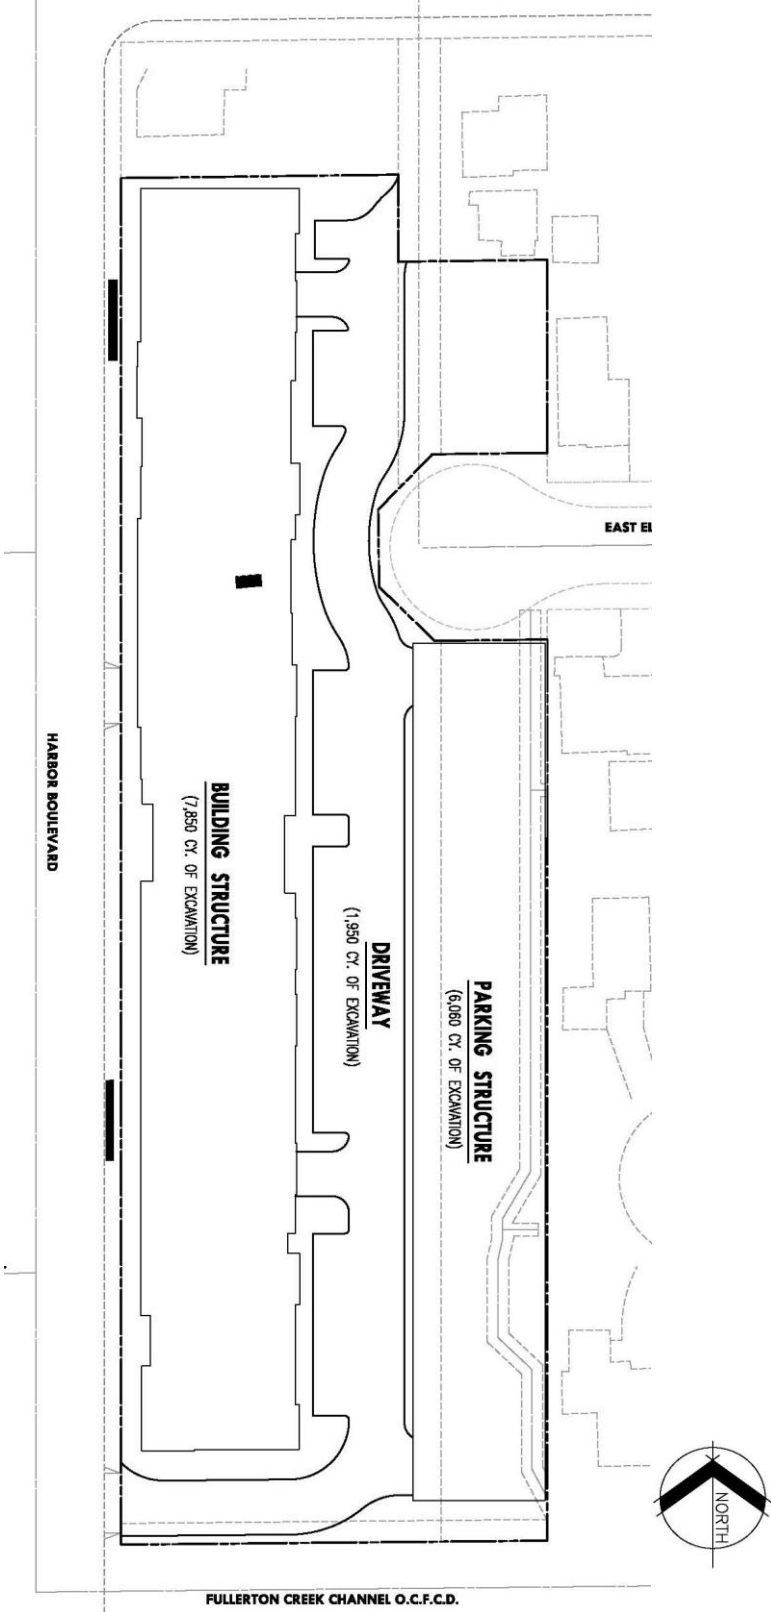 EAST EL
HARBOR BOULEVARD
BUILDING STRUCTURE
(7,850 CY. OF EXCAVATION)
DRIVEWAY
(1,950 CY. OF EXCAVATION)
PARKING STRUCTURE
(6,060 CY. OF EXCAVATION)
NORTH
FULLERTON CREEK CHANNEL O.C.F.C.D.